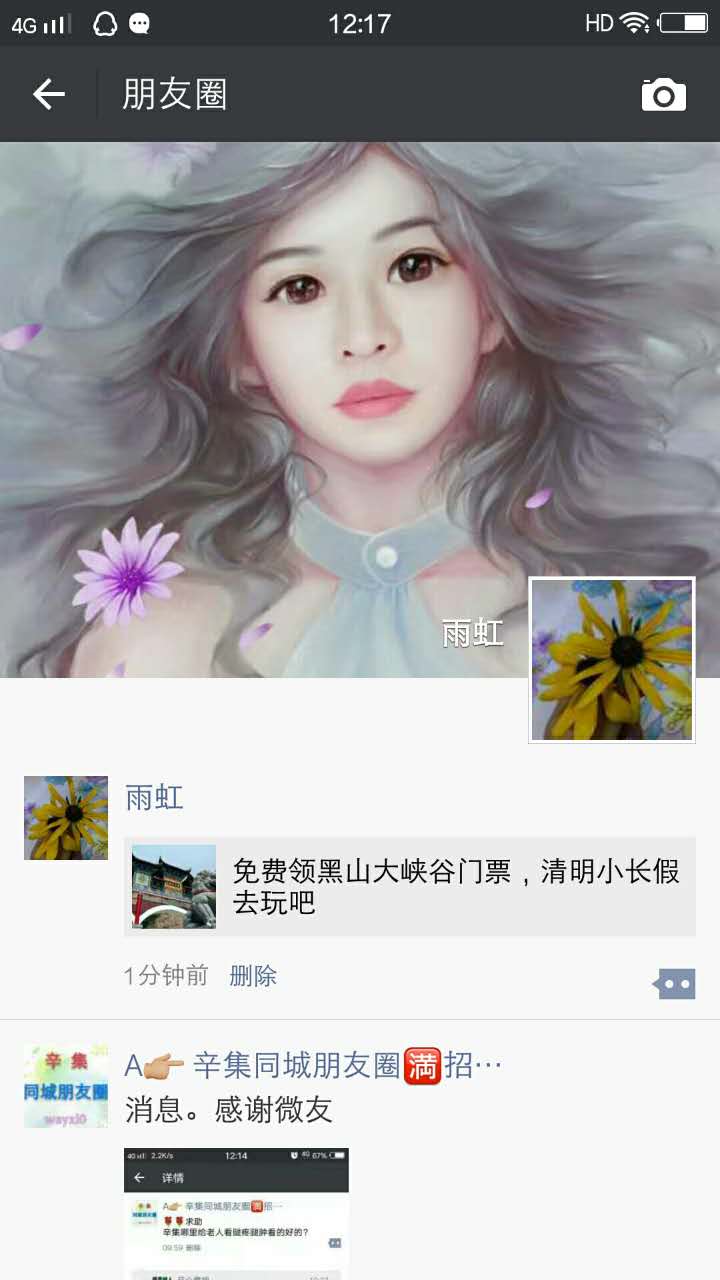 4G
12:17
HD
朋友圈
雨虹
雨虹
免费领黑山大峡谷门票，清明小长假
去玩吧
1分钟前 删除
辛 集
同城朋友圈
wxyxl0
A👉辛集同城朋友圈🈵招…
消息。感谢微友
4G 2.2K/s 12:14 4G 67%
详情
A👉辛集同城朋友圈🈵招…
求助
辛集哪里给老人看腿疼腿肿看的好的？
09:59 删除